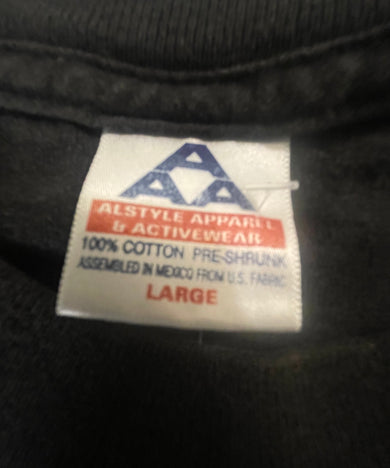 A
A A
ALSTYLE APPAREL
& ACTIVEWEAR
100% COTTON PRE-SHRUNK
ASSEMBLED IN MEXICO FROM U.S. FABRIC
LARGE